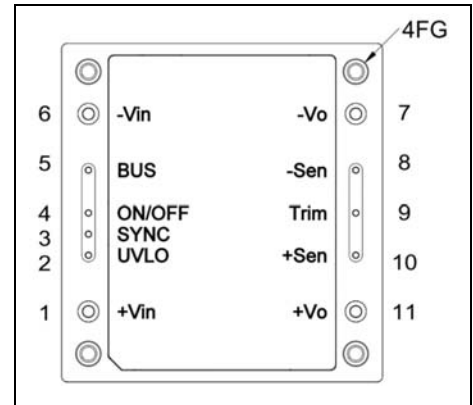 4FG
6 -Vin -Vo 7
5 BUS -Sen 8
4 ON/OFF Trim 9
3 SYNC
2 UVLO +Sen 10
1 +Vin +Vo 11